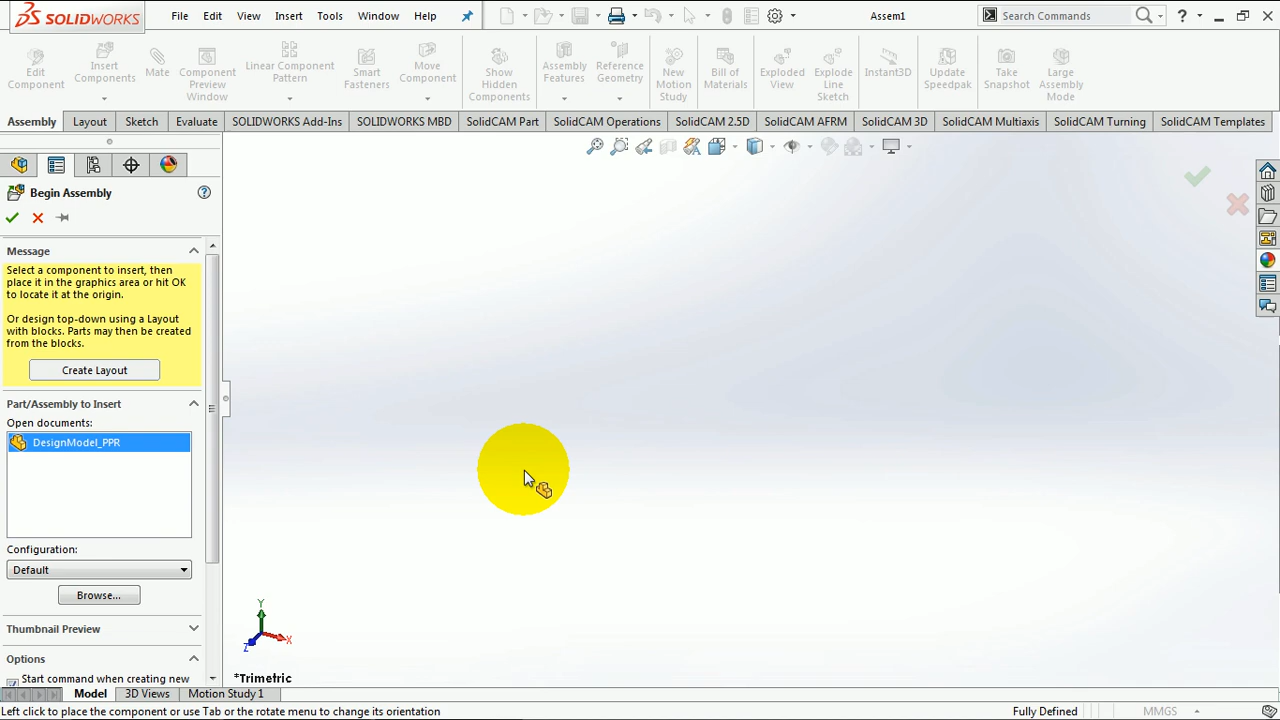 SOLIDWORKS
File Edit View Insert Tools Window Help
Assem1
Search Commands
Edit Component
Insert Components
Mate
Component Preview Window
Linear Component Pattern
Smart Fasteners
Move Component
Show Hidden Components
Assembly Features
Reference Geometry
New Motion Study
Bill of Materials
Exploded View
Explode Line Sketch
Instant3D
Update Speedpak
Take Snapshot
Large Assembly Mode
Assembly Layout Sketch Evaluate SOLIDWORKS Add-Ins SOLIDWORKS MBD SolidCAM Part SolidCAM Operations SolidCAM 2.5D SolidCAM AFRM SolidCAM 3D SolidCAM Multiaxis SolidCAM Turning SolidCAM Templates
Begin Assembly
Message
Select a component to insert, then
place it in the graphics area or hit OK
to locate it at the origin.
Or design top-down using a Layout
with blocks. Parts may then be created
from the blocks.
Create Layout
Part/Assembly to Insert
Open documents:
DesignModel_PPR
Configuration:
Default
Browse...
Thumbnail Preview
Options
Start command when creating new
Y
X
Z
*Trimetric
Model 3D Views Motion Study 1
Left click to place the component or use Tab or the rotate menu to change its orientation
Fully Defined
MMGS